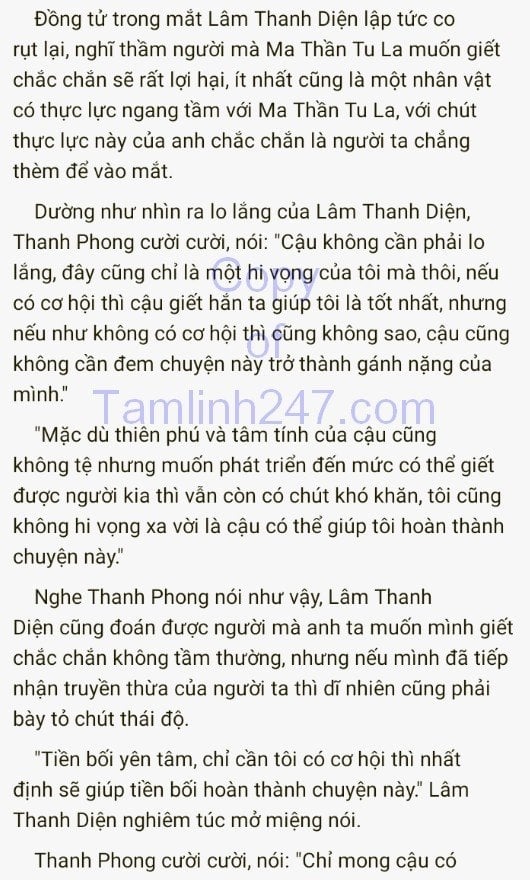 Đồng tử trong mắt Lâm Thanh Diện lập tức co
rụt lại, nghĩ thầm người mà Ma Thần Tu La muốn giết
chắc chắn sẽ rất lợi hại, ít nhất cũng là một nhân vật
có thực lực ngang tầm với Ma Thần Tu La, với chút
thực lực này của anh chắc chắn là người ta chẳng
thèm để vào mắt.
Dường như nhìn ra lo lắng của Lâm Thanh Diện,
Thanh Phong cười cười, nói: "Cậu không cần phải lo
lắng, đây cũng chỉ là một hi vọng của tôi mà thôi, nếu
có cơ hội thì cậu giết hắn ta giúp tôi là tốt nhất, nhưng
nếu như không có cơ hội thì cũng không sao, cậu cũng
không cần đem chuyện này trở thành gánh nặng của
mình."
Copy
of
Tamlinh247.com
"Mặc dù thiên phú và tâm tính của cậu cũng
không tệ nhưng muốn phát triển đến mức có thể giết
được người kia thì vẫn còn có chút khó khăn, tôi cũng
không hi vọng xa vời là cậu có thể giúp tôi hoàn thành
chuyện này."
Nghe Thanh Phong nói như vậy, Lâm Thanh
Diện cũng đoán được người mà anh ta muốn mình giết
chắc chắn không tầm thường, nhưng nếu mình đã tiếp
nhận truyền thừa của người ta thì dĩ nhiên cũng phải
bày tỏ chút thái độ.
"Tiền bối yên tâm, chỉ cần tôi có cơ hội thì nhất
định sẽ giúp tiền bối hoàn thành chuyện này." Lâm
Thanh Diện nghiêm túc mở miệng nói.
Thanh Phong cười cười, nói: "Chỉ mong cậu có